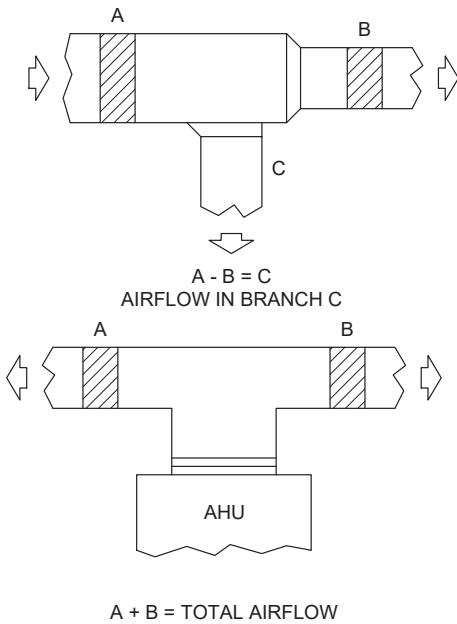 A
B
C
A - B = C
AIRFLOW IN BRANCH C
A
B
AHU
A + B = TOTAL AIRFLOW